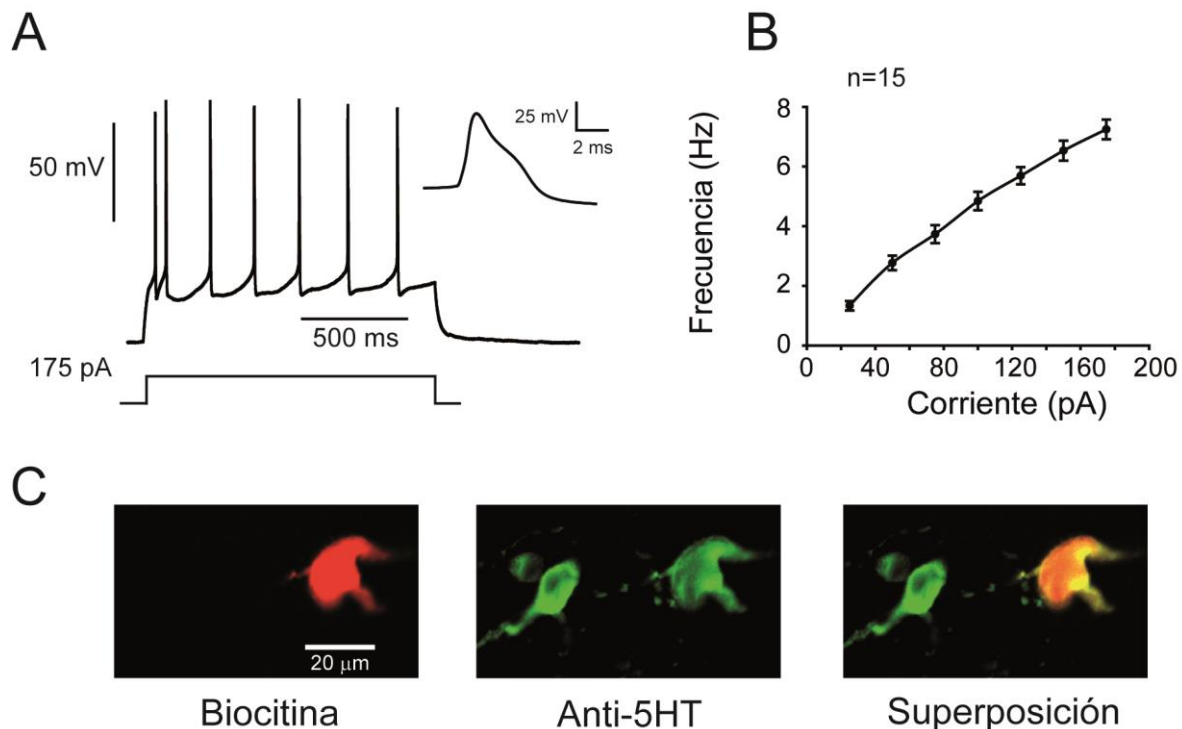 A
50 mV
25 mV
2 ms
500 ms
175 pA
B
n=15
Frecuencia (Hz)
8
6
4
2
0
0 40 80 120 160 200
Corriente (pA)
C
20 μm
Biocitina
Anti-5HT
Superposición